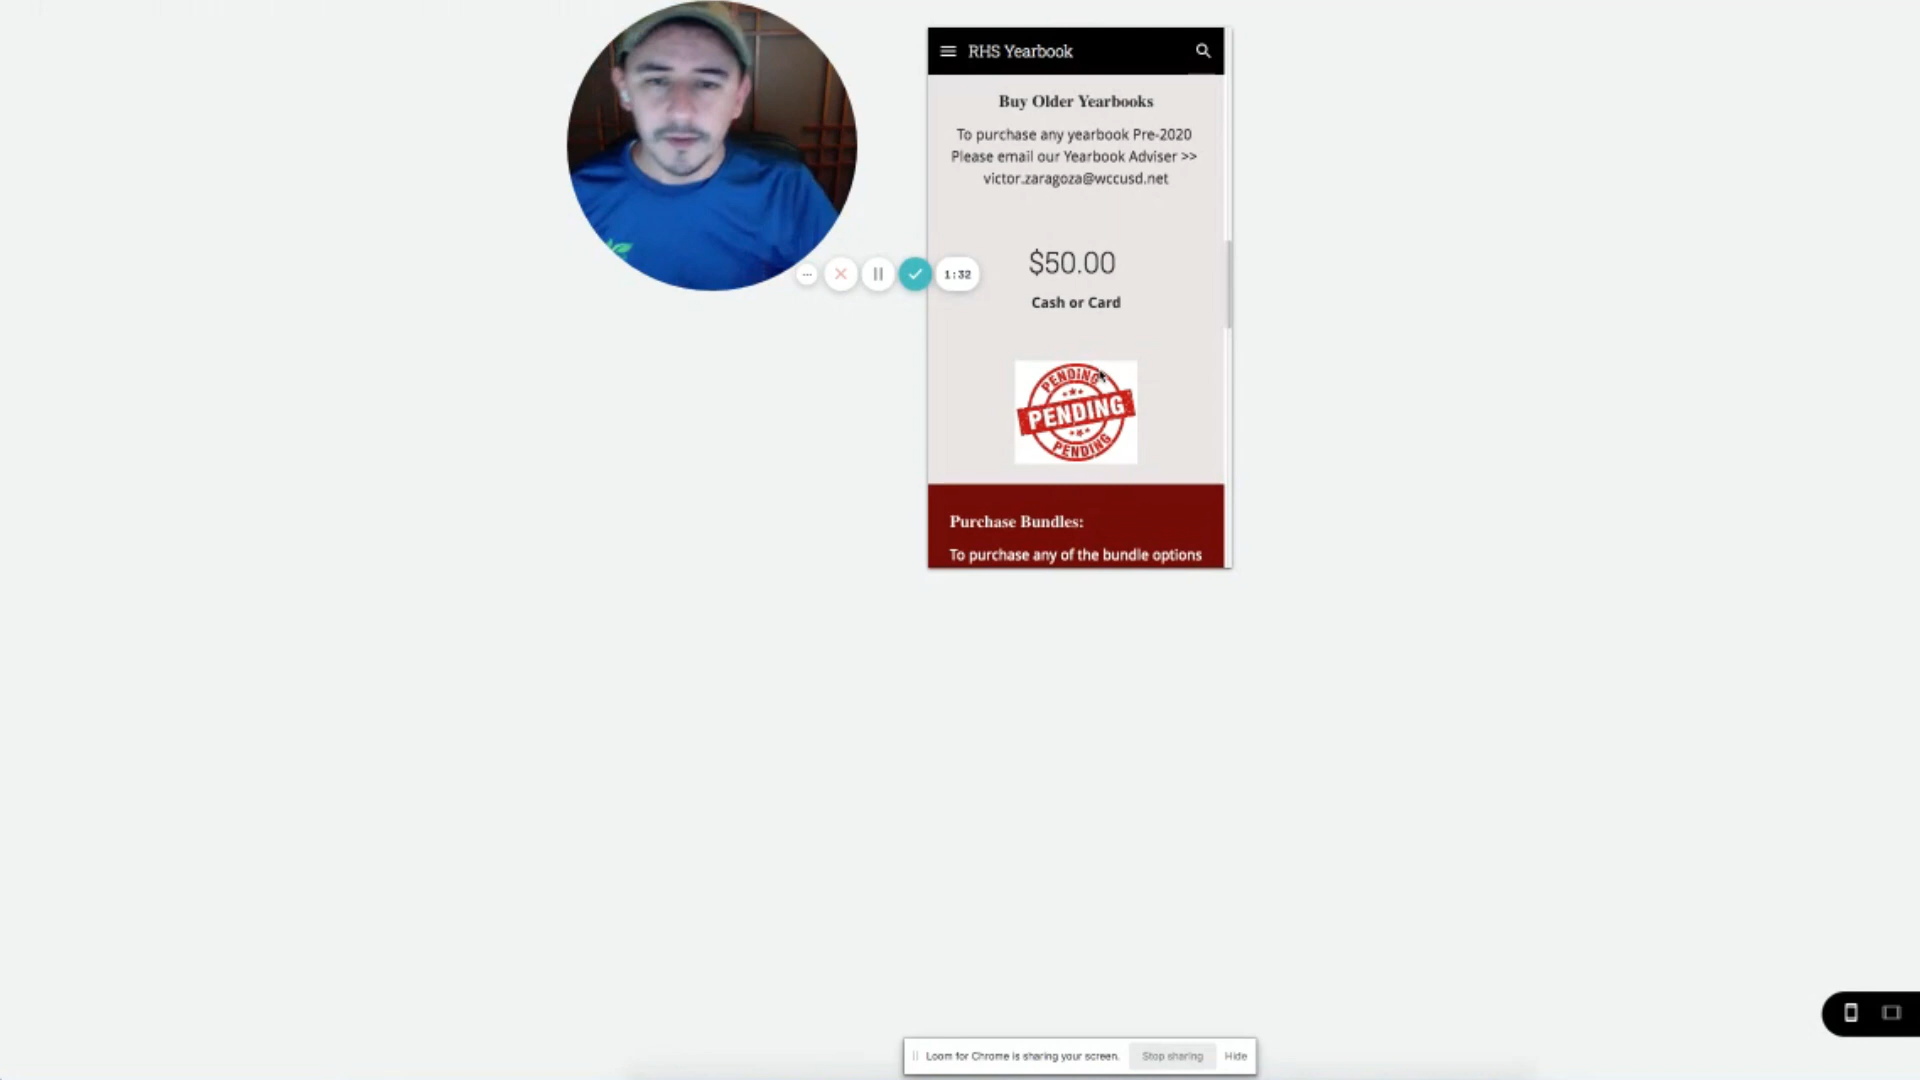 RHS Yearbook
Buy Older Yearbooks
To purchase any yearbook Pre-2020
Please email our Yearbook Adviser >>
victor.zaragoza@wccusd.net
$50.00
Cash or Card
1:32
PENDING
PENDING
PENDING
Purchase Bundles:
To purchase any of the bundle options
Loom for Chrome is sharing your screen. Stop sharing Hide